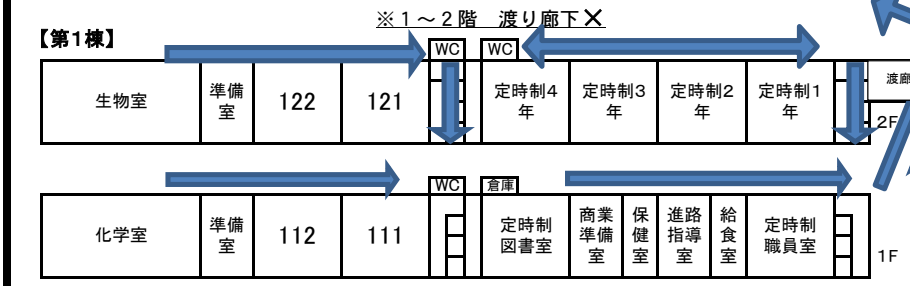 ※1~2階 渡り廊下×
【第1棟】
WC WC
生物室 準備室 122 121 定時制4年 定時制3年 定時制2年 定時制1年 渡廊
2F
WC 倉庫
化学室 準備室 112 111 定時制図書室 商業準備室 保健室 進路指導室 給食室 定時制職員室
1F